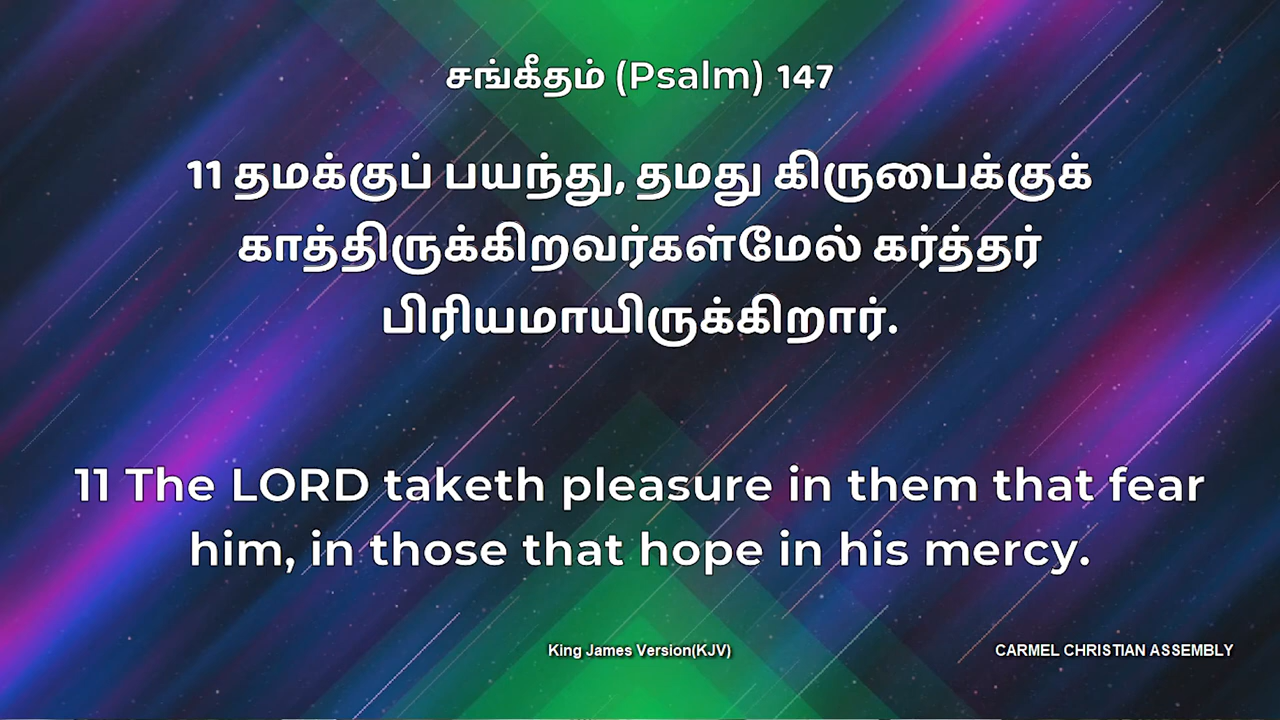 சங்கீதம் (Psalm) 147
11 தமக்குப் பயந்து, தமது கிருபைக்குக்
காத்திருக்கிறவர்கள்மேல் கர்த்தர்
பிரியமாயிருக்கிறார்.
11 The LORD taketh pleasure in them that fear
him, in those that hope in his mercy.
King James Version(KJV)
CARMEL CHRISTIAN ASSEMBLY